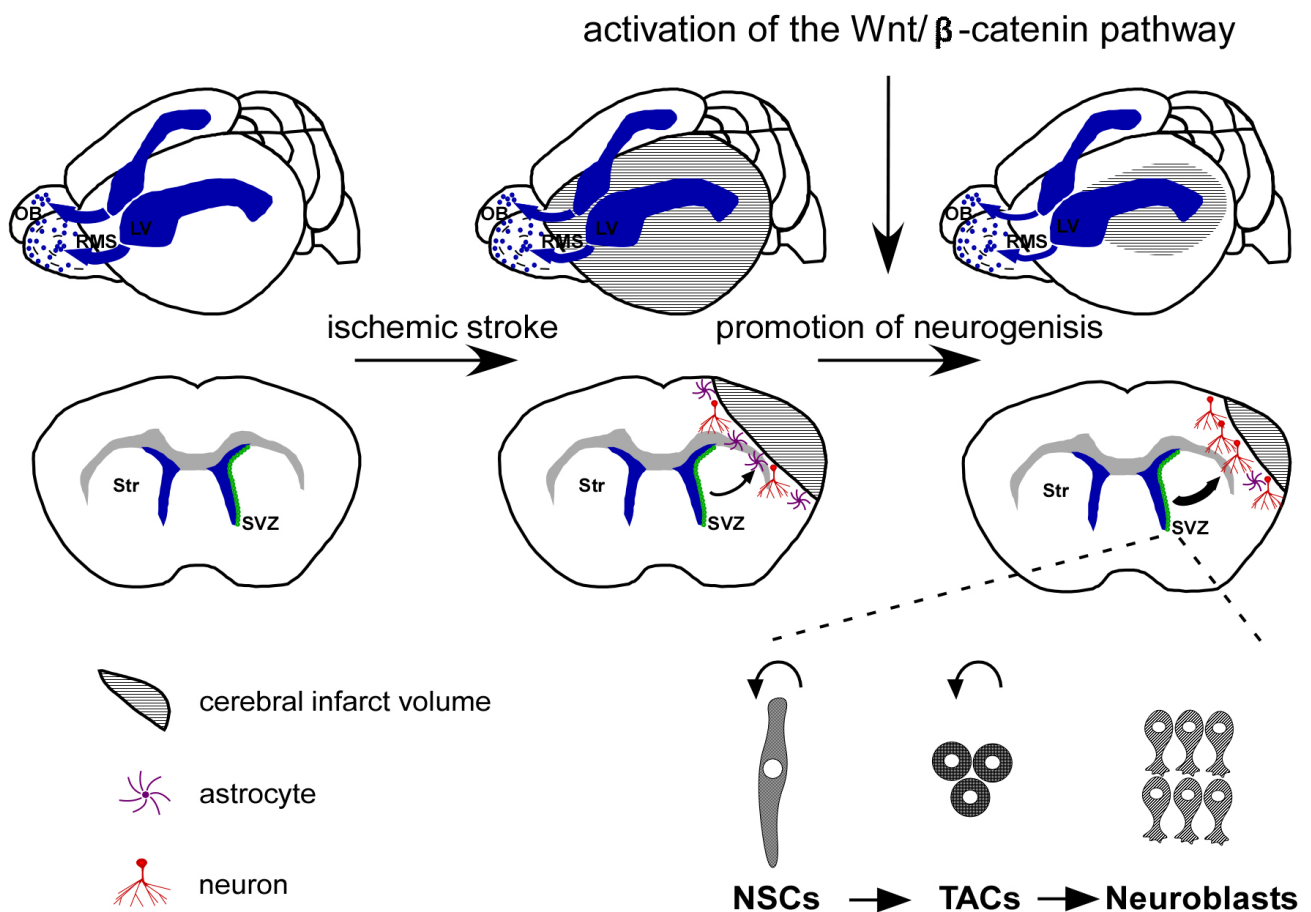 activation of the Wnt/ β-catenin pathway
OB
RMS
LV
OB
RMS
LV
OB
RMS
LV
ischemic stroke
promotion of neurogenisis
Str
SVZ
Str
SVZ
Str
SVZ
cerebral infarct volume
astrocyte
neuron
NSCs
TACs
Neuroblasts